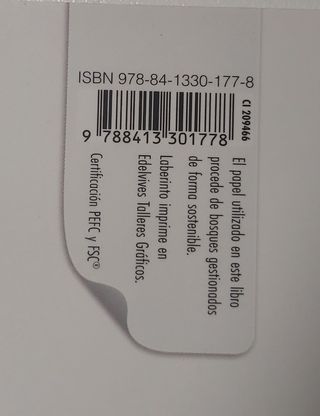 ISBN 978-84-1330-177-8
9 788413 301778
CI 209466
El papel utilizado en este libro
procede de bosques gestionados
de forma sostenible.
Laberinto imprime en
Edelvives Talleres Gráficos.
Certificación PEFC y FSC®